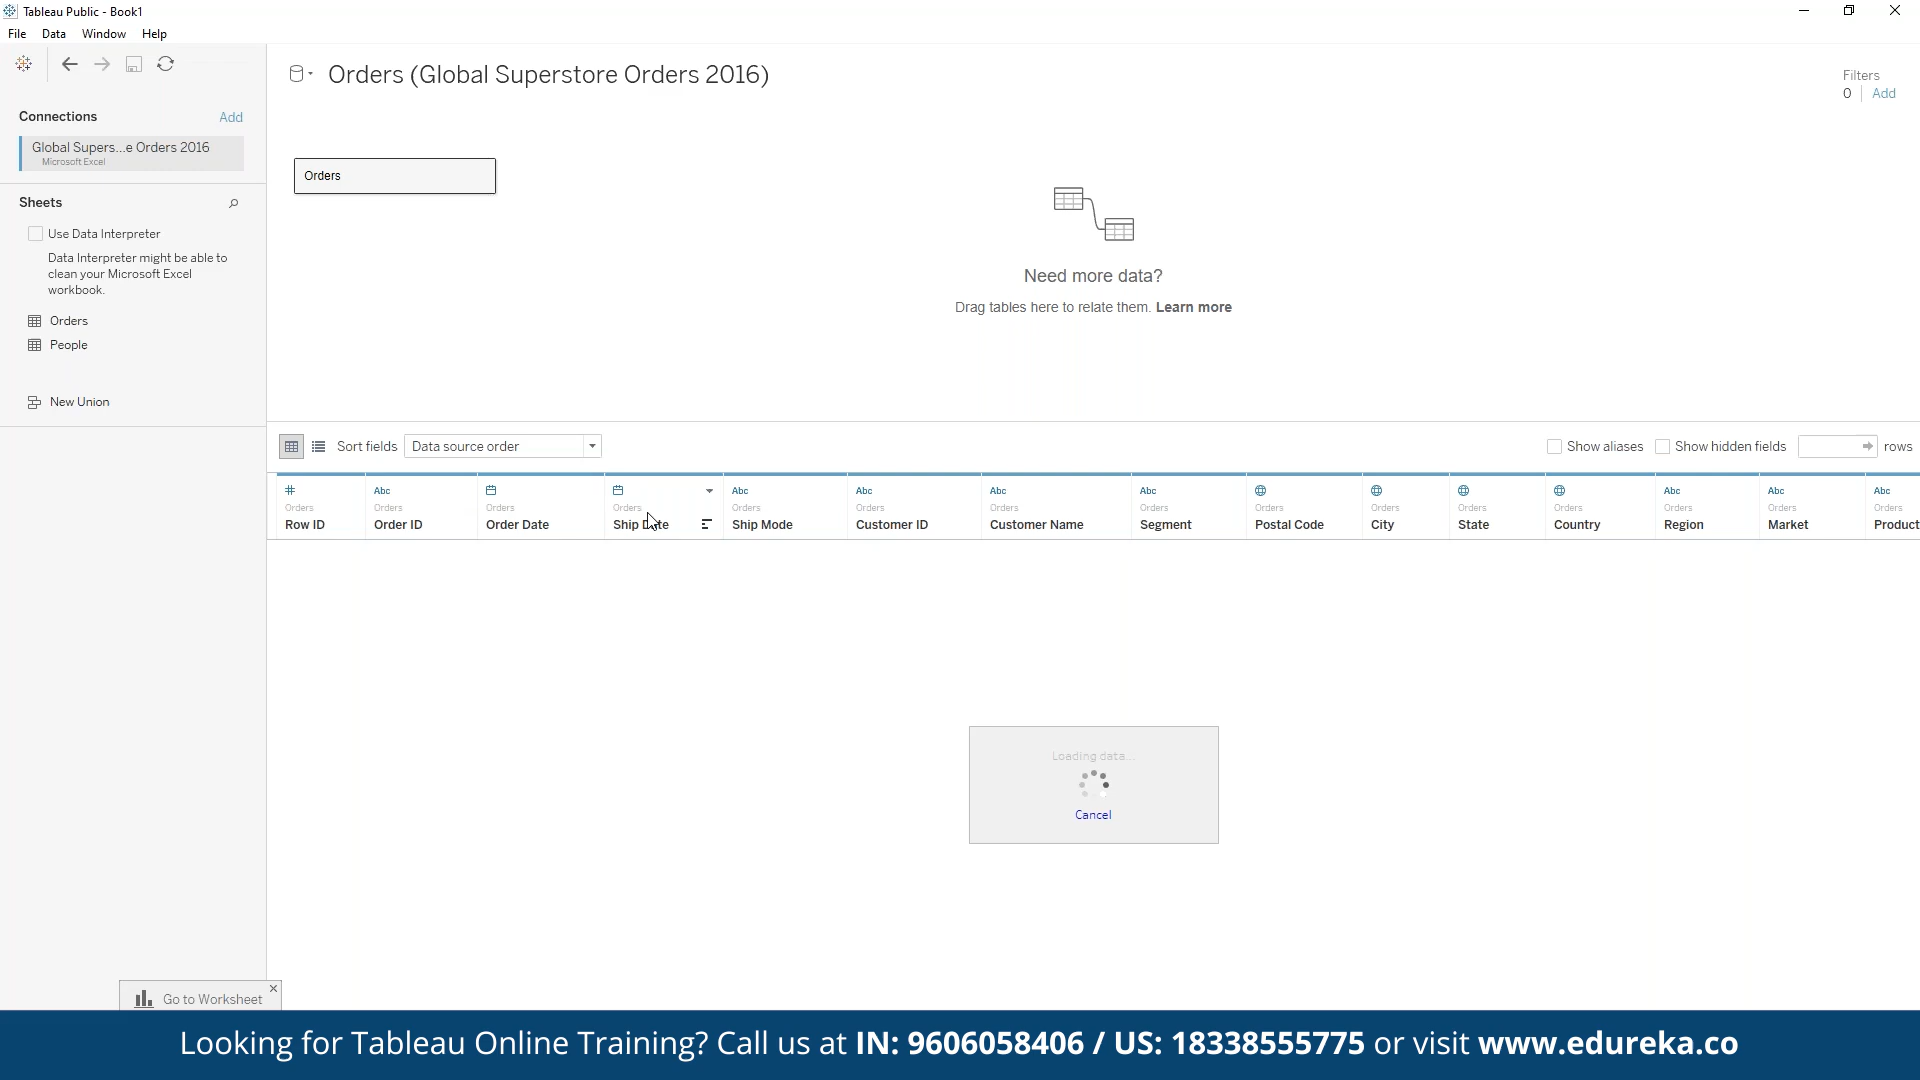 Tableau Public - Book1
File Data Window Help
Connections Add
Global Supers...e Orders 2016
Microsoft Excel
Sheets
Use Data Interpreter
Data Interpreter might be able to
clean your Microsoft Excel
workbook.
Orders
People
New Union
Orders (Global Superstore Orders 2016)
Filters
0 Add
Orders
Need more data?
Drag tables here to relate them. Learn more
Sort fields Data source order Show aliases Show hidden fields rows
# Abc Abc Abc Abc Abc Abc Abc Abc
Orders Orders Orders Orders Orders Orders Orders Orders Orders Orders Orders Orders Orders Orders Orders
Row ID Order ID Order Date Ship Date Ship Mode Customer ID Customer Name Segment Postal Code City State Country Region Market Product
Loading data...
Cancel
Go to Worksheet
Looking for Tableau Online Training? Call us at IN: 9606058406 / US: 18338555775 or visit www.edureka.co